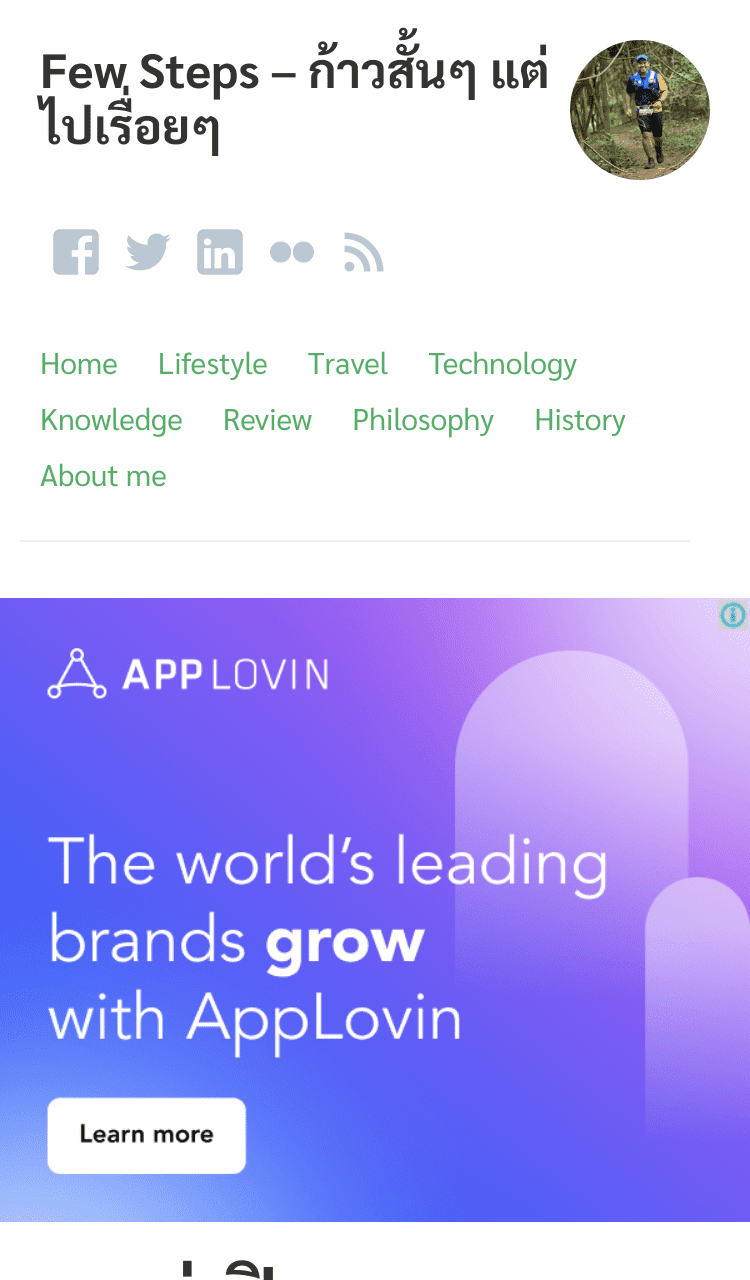 Few Steps – ก้าวสั้นๆ แต่
ไปเรื่อยๆ
Home Lifestyle Travel Technology
Knowledge Review Philosophy History
About me
APPLOVIN
The world's leading
brands grow
with AppLovin
Learn more